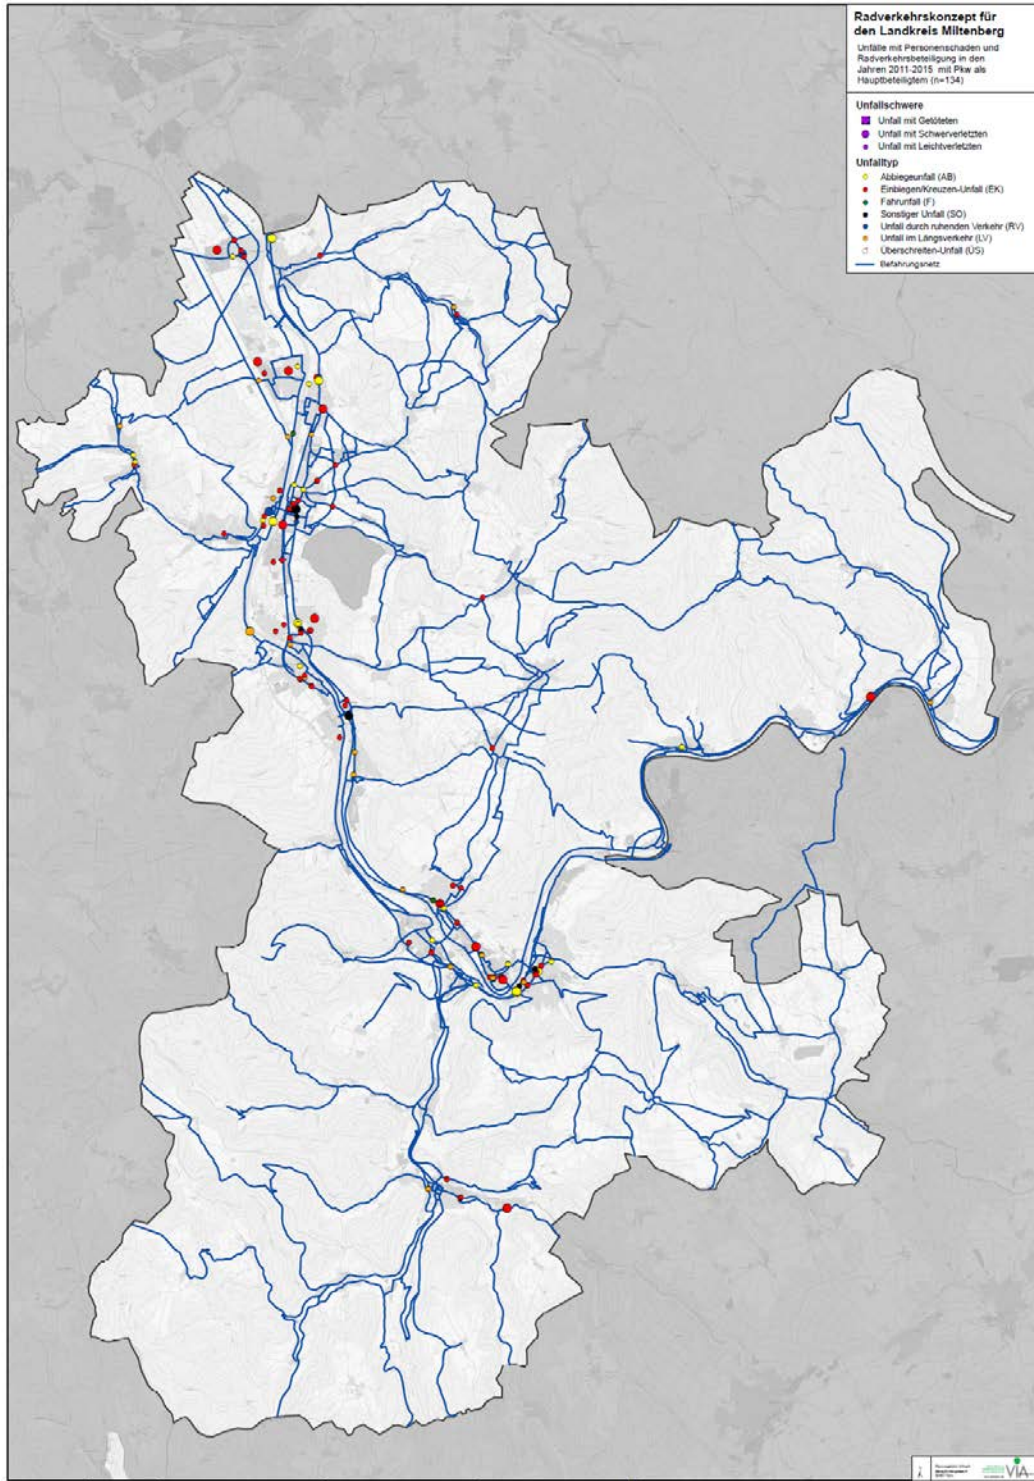 Radverkehrskonzept für
den Landkreis Miltenberg
Unfälle mit Personenschaden und
Radverkehrsbeteiligung in den
Jahren 2011-2015 mit Pkw als
Hauptbeteiligtem (n=134)
Unfallschwere
Unfall mit Getöteten
Unfall mit Schwerverletzten
Unfall mit Leichtverletzten
Unfalltyp
Abbiegeunfall (AB)
Einbiegen/Kreuzen-Unfall (EK)
Fahrunfall (F)
Sonstiger Unfall (SO)
Unfall durch ruhenden Verkehr (RV)
Unfall im Längsverkehr (LV)
Überschreiten-Unfall (ÜS)
Befahrungsnetz
VIA